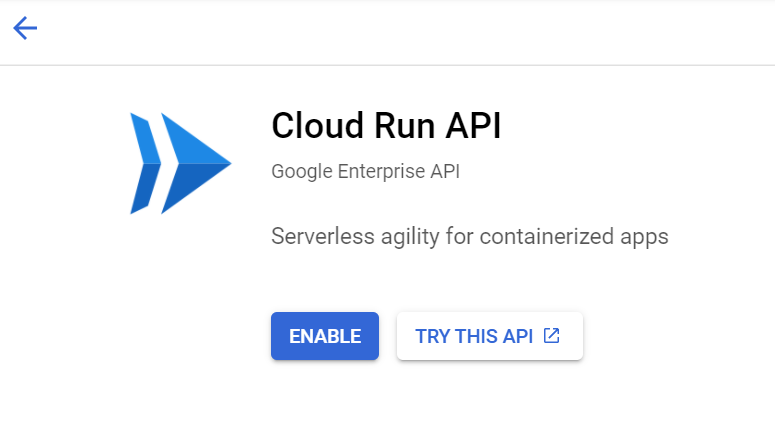 Cloud Run API
Google Enterprise API
Serverless agility for containerized apps
ENABLE
TRY THIS API